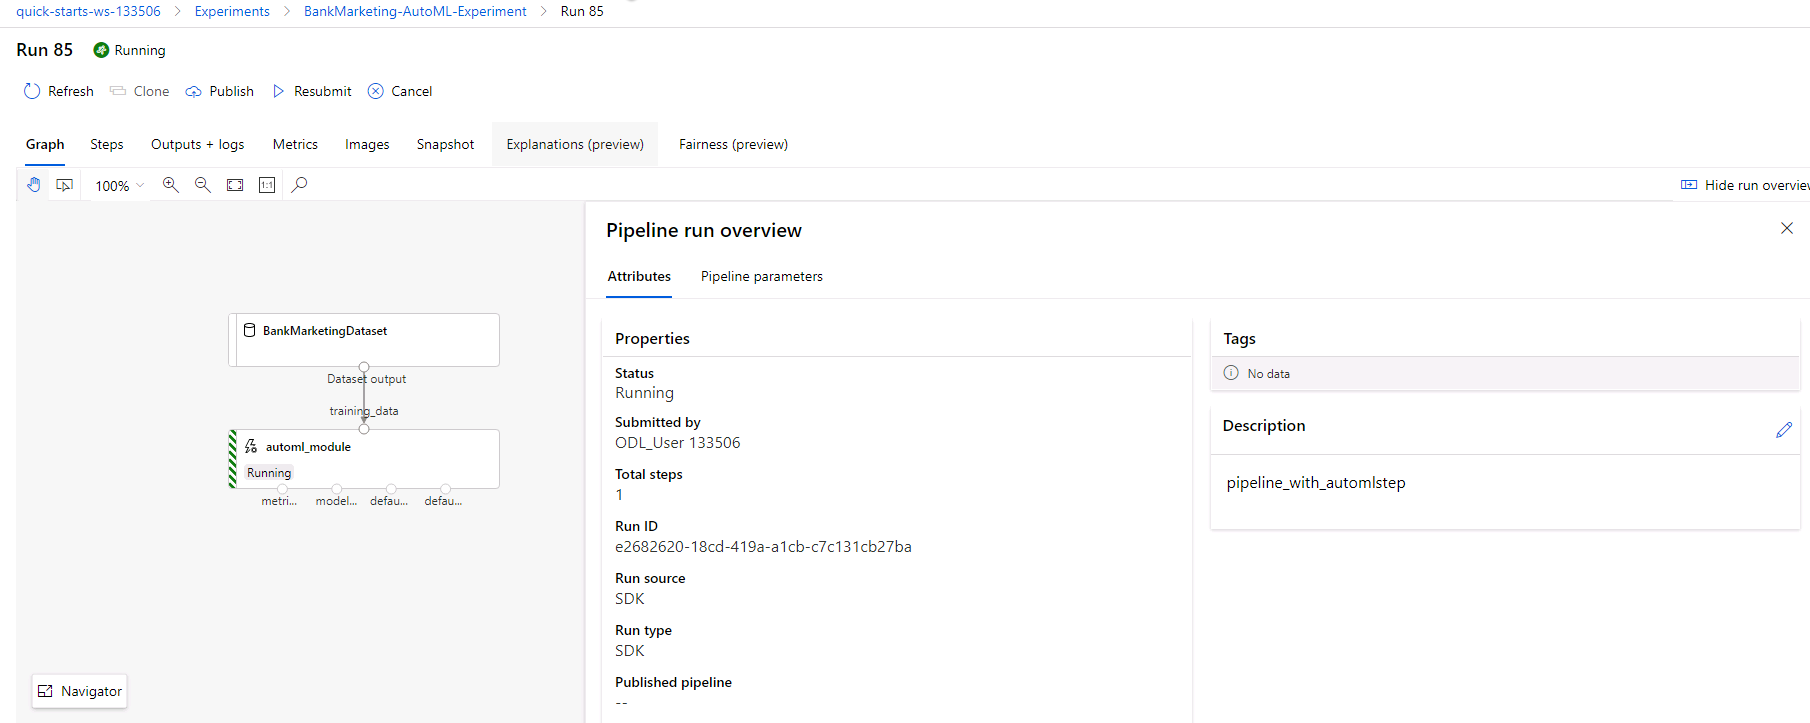 quick-starts-ws-133506 > Experiments > BankMarketing-AutoML-Experiment > Run 85
Run 85 Running
Refresh Clone Publish Resubmit Cancel
Graph Steps Outputs + logs Metrics Images Snapshot Explanations (preview) Fairness (preview)
100% 1:1 Hide run overview
BankMarketingDataset
Dataset output
training_data
automl_module
Running
metri... model... defau... defau...
Navigator
Pipeline run overview
Attributes Pipeline parameters
Properties
Status
Running
Submitted by
ODL_User 133506
Total steps
1
Run ID
e2682620-18cd-419a-a1cb-c7c131cb27ba
Run source
SDK
Run type
SDK
Published pipeline
--
Tags
No data
Description
pipeline_with_automlstep